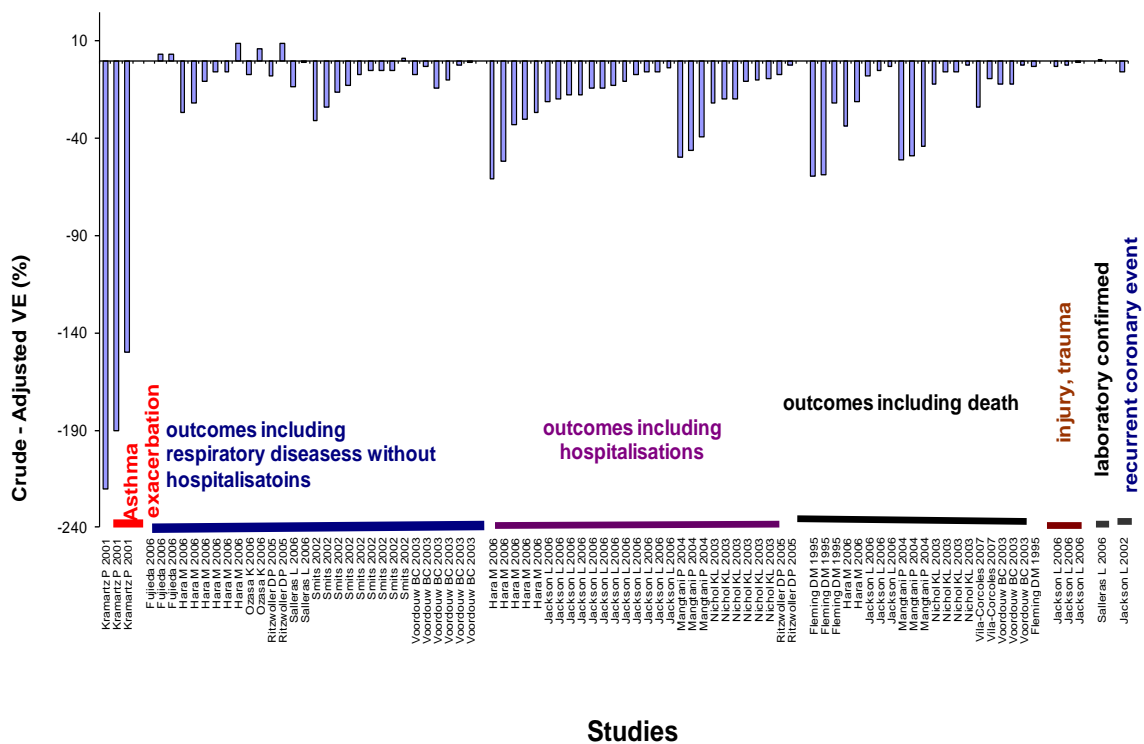 10
-40
-90
-140
-190
-240
Crude - Adjusted VE (%)
Asthma
exacerbation
outcomes including
respiratory diseasess without
hospitalisatoins
outcomes including
hospitalisations
outcomes including death
injury, trauma
laboratory confirmed
recurrent coronary event
Kramartz P 2001
Kramartz P 2001
Kramartz P 2001
Fujieda 2006
Fujieda 2006
Fujieda 2006
Hara M 2006
Hara M 2006
Hara M 2006
Hara M 2006
Hara M 2006
Hara M 2006
Ozasa K 2006
Ozasa K 2006
Ritzwoller DP 2005
Ritzwoller DP 2005
Salleras L 2006
Salleras L 2006
Smits 2002
Smits 2002
Smits 2002
Smits 2002
Smits 2002
Smits 2002
Smits 2002
Smits 2002
Smits 2002
Voordouw BC 2003
Voordouw BC 2003
Voordouw BC 2003
Voordouw BC 2003
Voordouw BC 2003
Voordouw BC 2003
Hara M 2006
Hara M 2006
Hara M 2006
Hara M 2006
Hara M 2006
Jackson L 2006
Jackson L 2006
Jackson L 2006
Jackson L 2006
Jackson L 2006
Jackson L 2006
Jackson L 2006
Jackson L 2006
Jackson L 2006
Jackson L 2006
Jackson L 2006
Jackson L 2006
Mangtani P 2004
Mangtani P 2004
Mangtani P 2004
Nichol KL 2003
Nichol KL 2003
Nichol KL 2003
Nichol KL 2003
Nichol KL 2003
Nichol KL 2003
Ritzwoller DP 2005
Ritzwoller DP 2005
Fleming DM 1995
Fleming DM 1995
Fleming DM 1995
Hara M 2006
Hara M 2006
Jackson L 2006
Jackson L 2006
Jackson L 2006
Mangtani P 2004
Mangtani P 2004
Mangtani P 2004
Nichol KL 2003
Nichol KL 2003
Nichol KL 2003
Nichol KL 2003
Vila-Corcoles 2007
Vila-Corcoles 2007
Voordouw BC 2003
Voordouw BC 2003
Voordouw BC 2003
Fleming DM 1995
Jackson L 2006
Jackson L 2006
Jackson L 2006
Salleras L 2006
Jackson L 2002
Studies